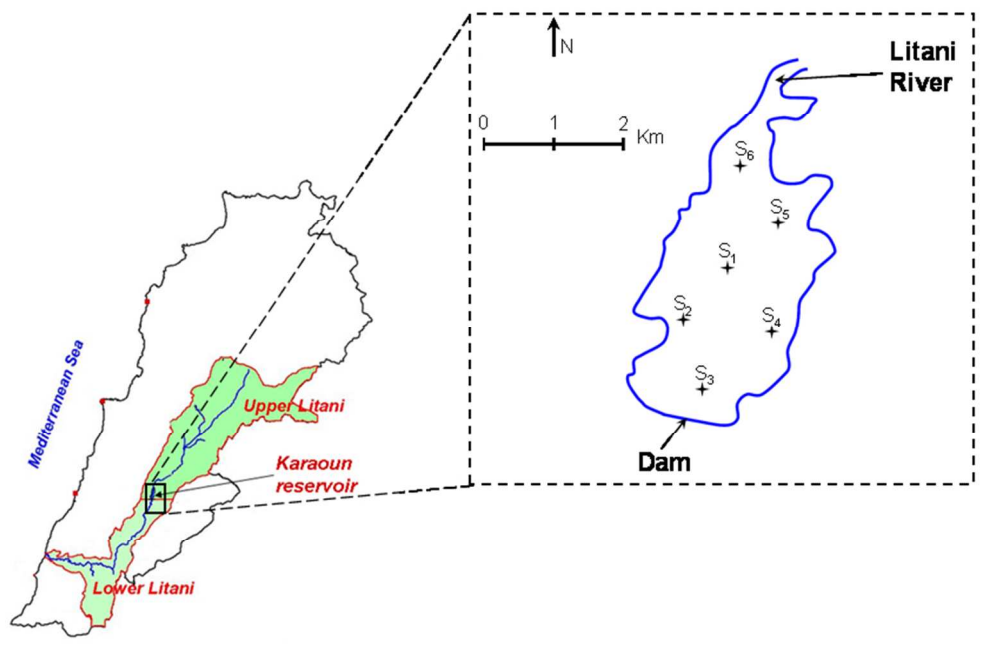 N
Litani
River
0 1 2
Km
S6
S5
S1
S2
S4
S3
Dam
Mediterranean Sea
Upper Litani
Karaoun
reservoir
Lower Litani